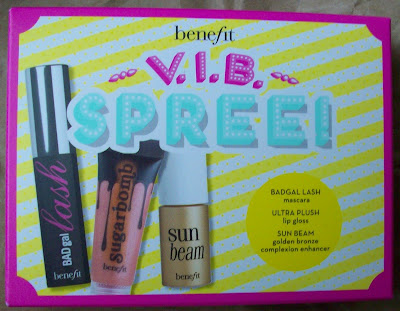 benefit
V.I.B.
SPREE!
BADgal lash
benefit
Sugarbomb
benefit
sun
beam
benefit
BADGAL LASH
mascara
ULTRA PLUSH
lip gloss
SUN BEAM
golden bronze
complexion enhancer